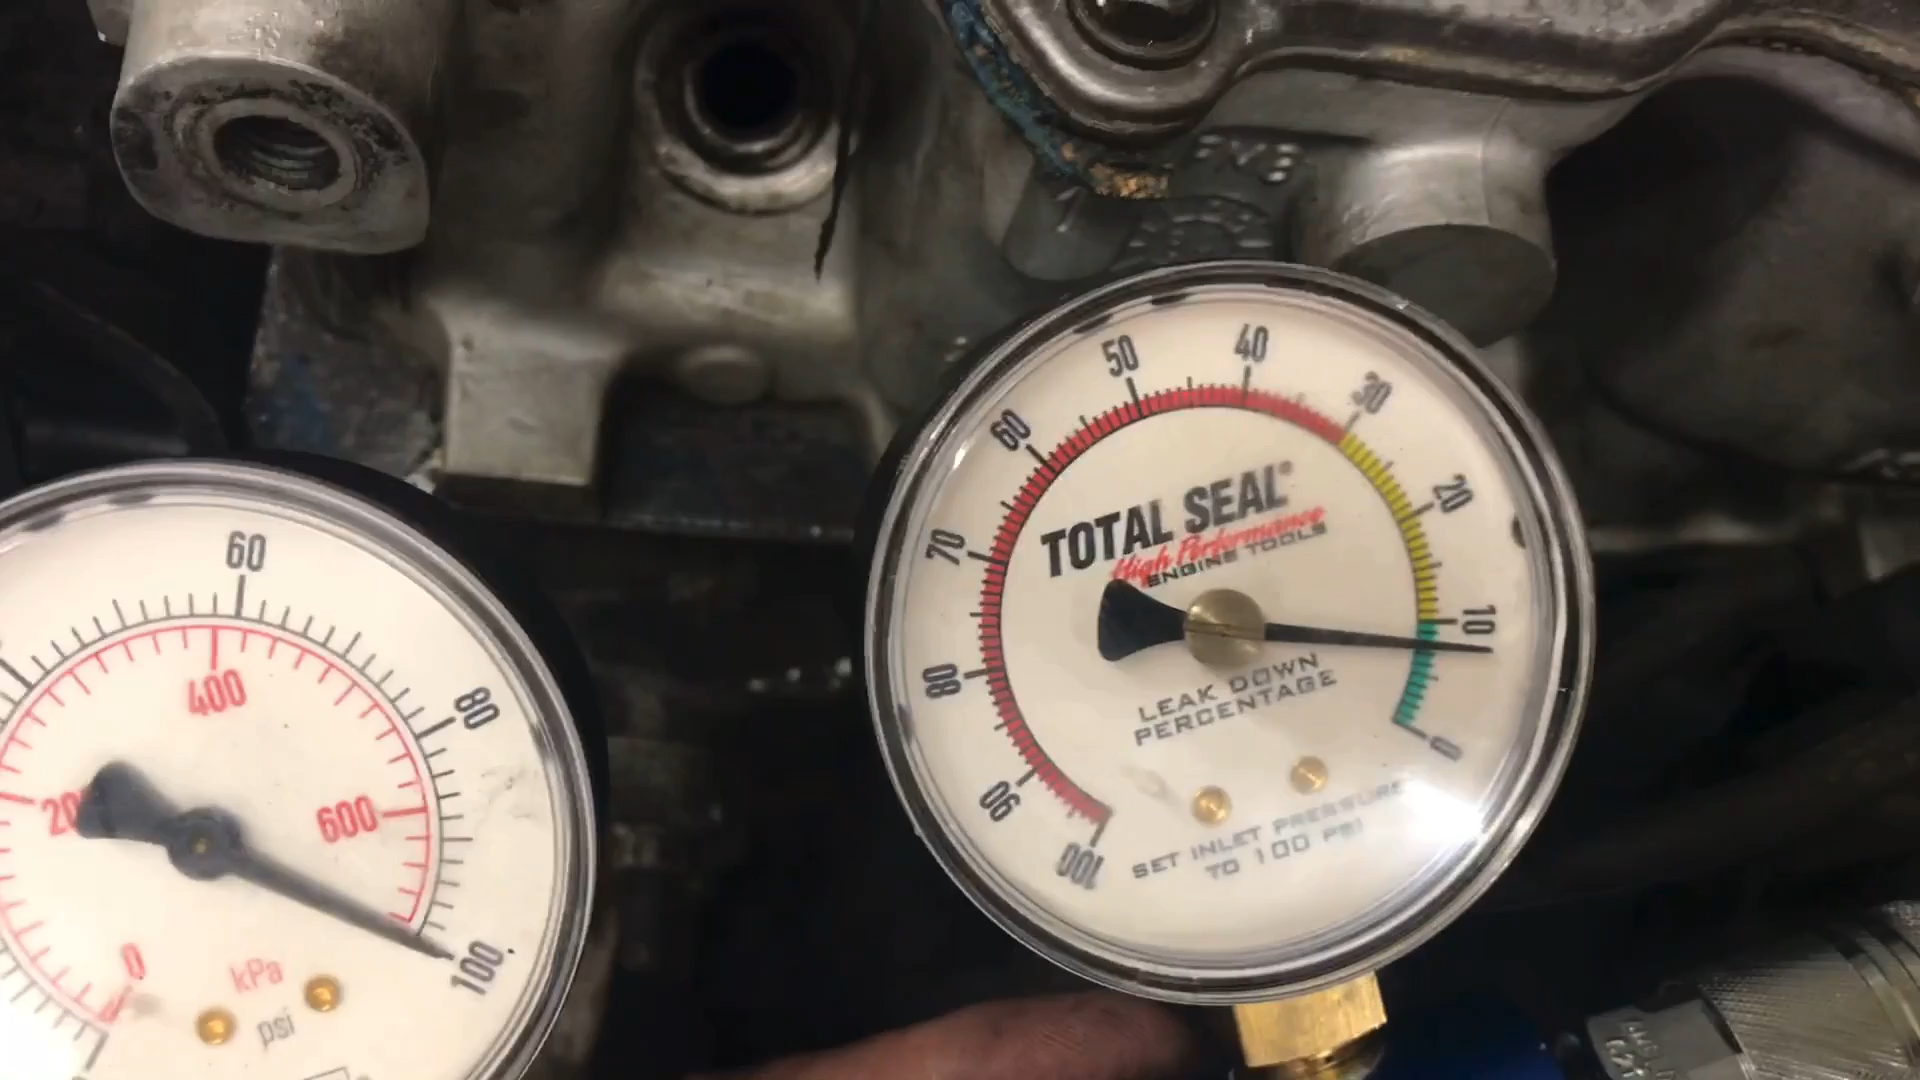 50
40
30
60
20
70
10
80
0
90
100
TOTAL SEAL®
High Performance
ENGINE TOOLS
LEAK DOWN
PERCENTAGE
SET INLET PRESSURE
TO 100 PSI
60
80
100
400
200
600
0
kPa
psi